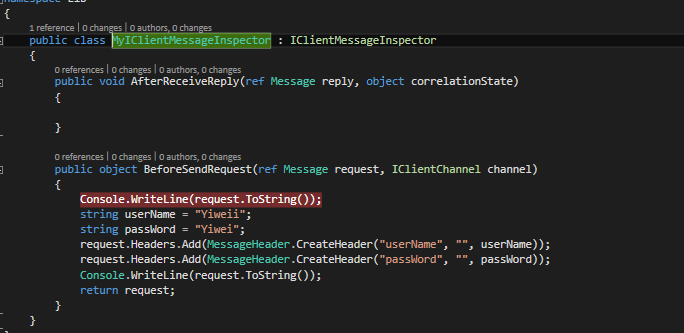 namespace Lib
{
1 reference | 0 changes | 0 authors, 0 changes
public class MyIClientMessageInspector : IClientMessageInspector
{
0 references | 0 changes | 0 authors, 0 changes
public void AfterReceiveReply(ref Message reply, object correlationState)
{
}
0 references | 0 changes | 0 authors, 0 changes
public object BeforeSendRequest(ref Message request, IClientChannel channel)
{
Console.WriteLine(request.ToString());
string userName = "Yiweii";
string passWord = "Yiwei";
request.Headers.Add(MessageHeader.CreateHeader("userName", "", userName));
request.Headers.Add(MessageHeader.CreateHeader("passWord", "", passWord));
Console.WriteLine(request.ToString());
return request;
}
}